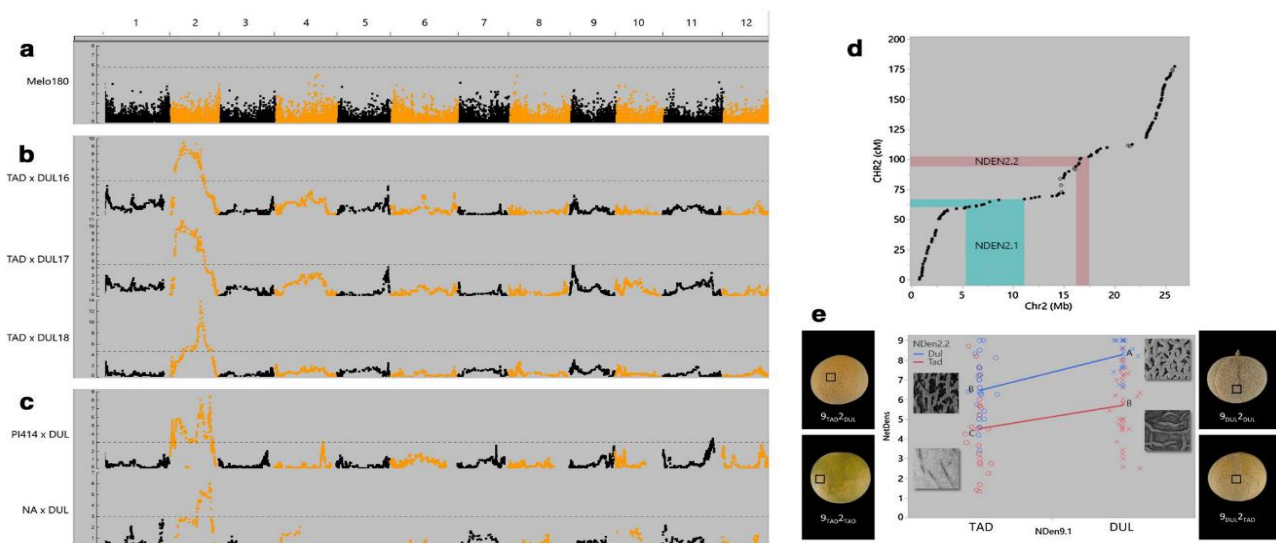 1 2 3 4 5 6 7 8 9 10 11 12
a
Melo180
b
TAD x DUL16
TAD x DUL17
TAD x DUL18
c
PI414 x DUL
NA x DUL
d
CHR2 (cM)
200
175
150
125
100
75
50
25
0
NDEN2.2
NDEN2.1
0 5 10 15 20 25
Chr2 (Mb)
e
NetDens
9
8
7
6
5
4
3
2
1
0
NDen2.2
Dul
Tad
A
B
B
C
TAD DUL
NDen9.1
9TAD2DUL
9TAD2TAD
9DUL2DUL
9DUL2TAD